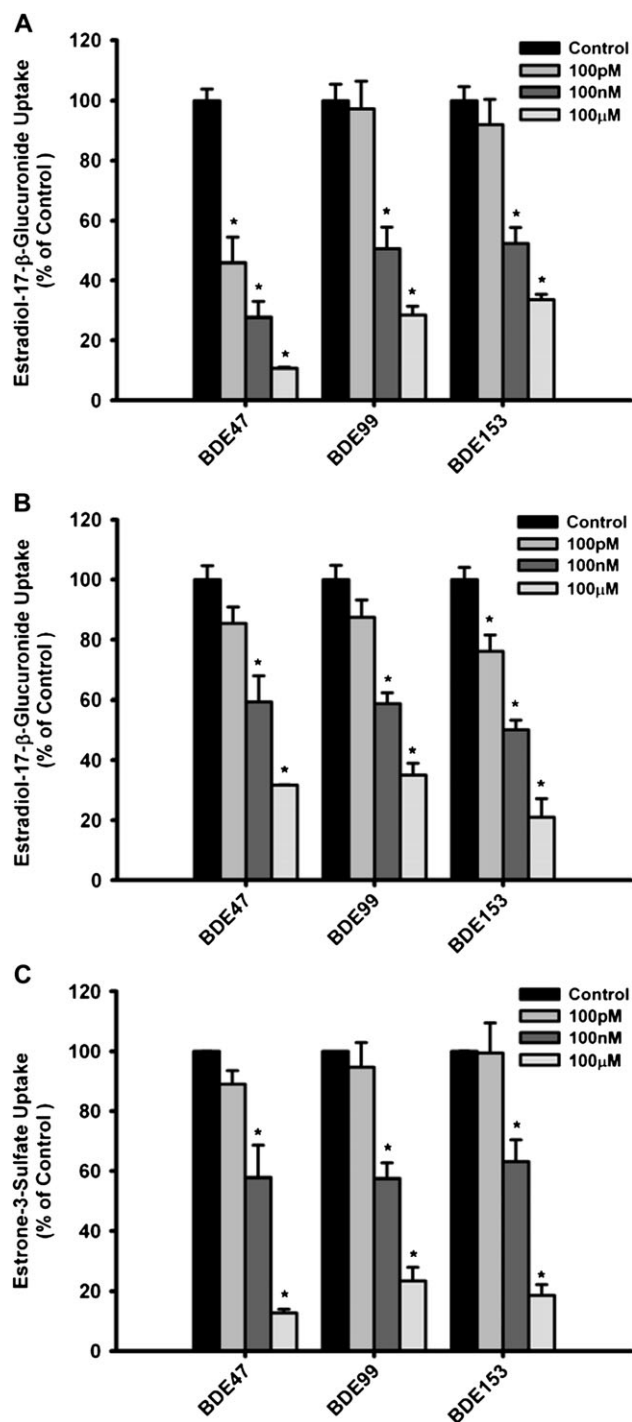 A
Estradiol-17-β-Glucuronide Uptake
(% of Control )
120
100
80
60
40
20
0
Control
100pM
100nM
100μM
*
*
*
*
*
*
*
BDE47
BDE99
BDE153
B
Estradiol-17-β-Glucuronide Uptake
(% of Control )
120
100
80
60
40
20
0
Control
100pM
100nM
100μM
*
*
*
*
*
*
*
BDE47
BDE99
BDE153
C
Estrone-3-Sulfate Uptake
(% of Control )
120
100
80
60
40
20
0
Control
100pM
100nM
100μM
*
*
*
*
*
*
BDE47
BDE99
BDE153